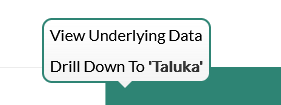 View Underlying Data
Drill Down To 'Taluka'